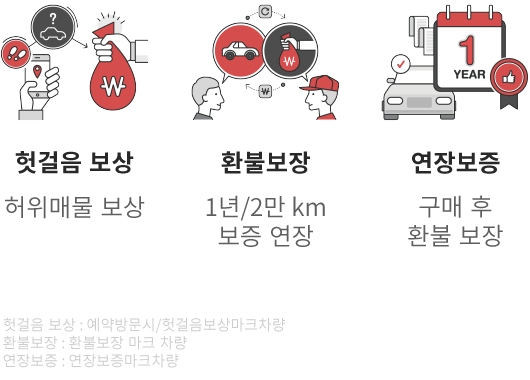 ?
₩
1
YEAR
₩
₩
헛걸음 보상
환불보장
연장보증
허위매물 보상
1년/2만 km
보증 연장
구매 후
환불 보장
헛걸음 보상 : 예약방문시/헛걸음보상마크차량
환불보장 : 환불보장 마크 차량
연장보증 : 연장보증마크차량